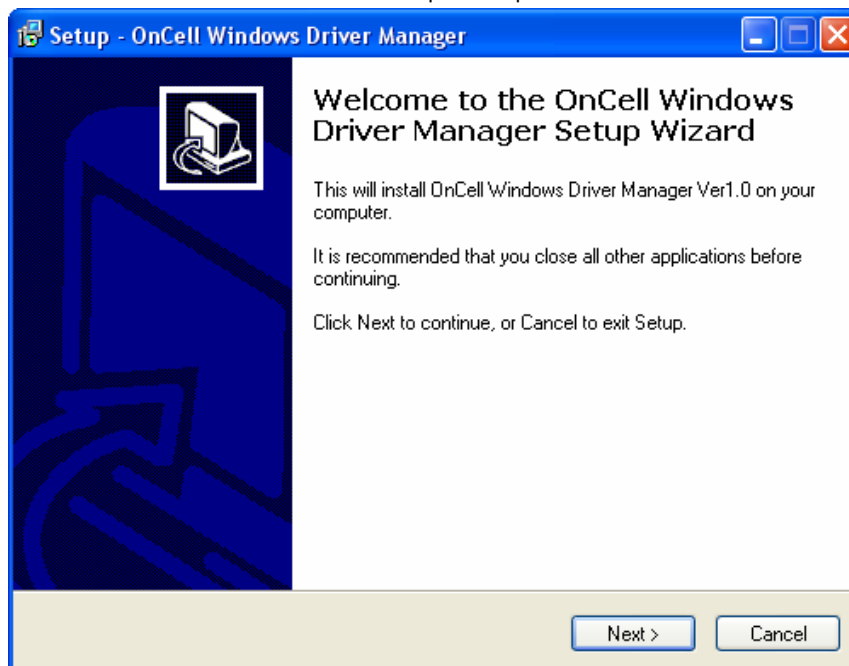 Setup - OnCell Windows Driver Manager
Welcome to the OnCell Windows
Driver Manager Setup Wizard
This will install OnCell Windows Driver Manager Ver1.0 on your
computer.
It is recommended that you close all other applications before
continuing.
Click Next to continue, or Cancel to exit Setup.
Next >
Cancel